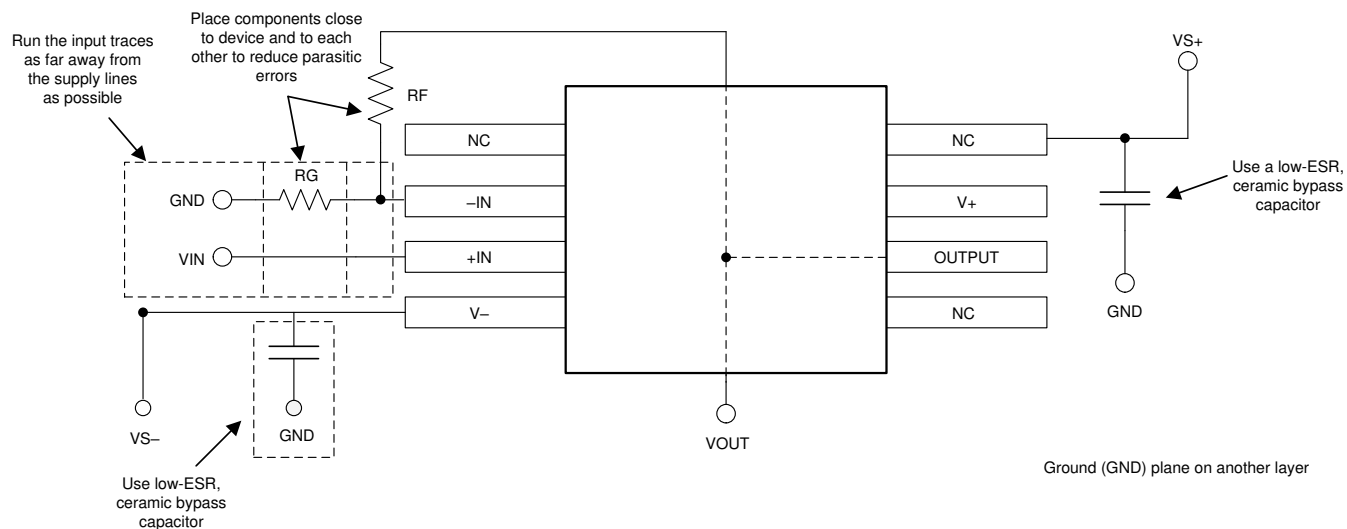 Place components close
to device and to each
other to reduce parasitic
errors
Run the input traces
as far away from
the supply lines
as possible
VS+
RF
NC
NC
Use a low-ESR,
ceramic bypass
capacitor
RG
GND
–IN
V+
VIN
+IN
OUTPUT
V–
NC
GND
VS–
GND
VOUT
Use low-ESR,
ceramic bypass
capacitor
Ground (GND) plane on another layer